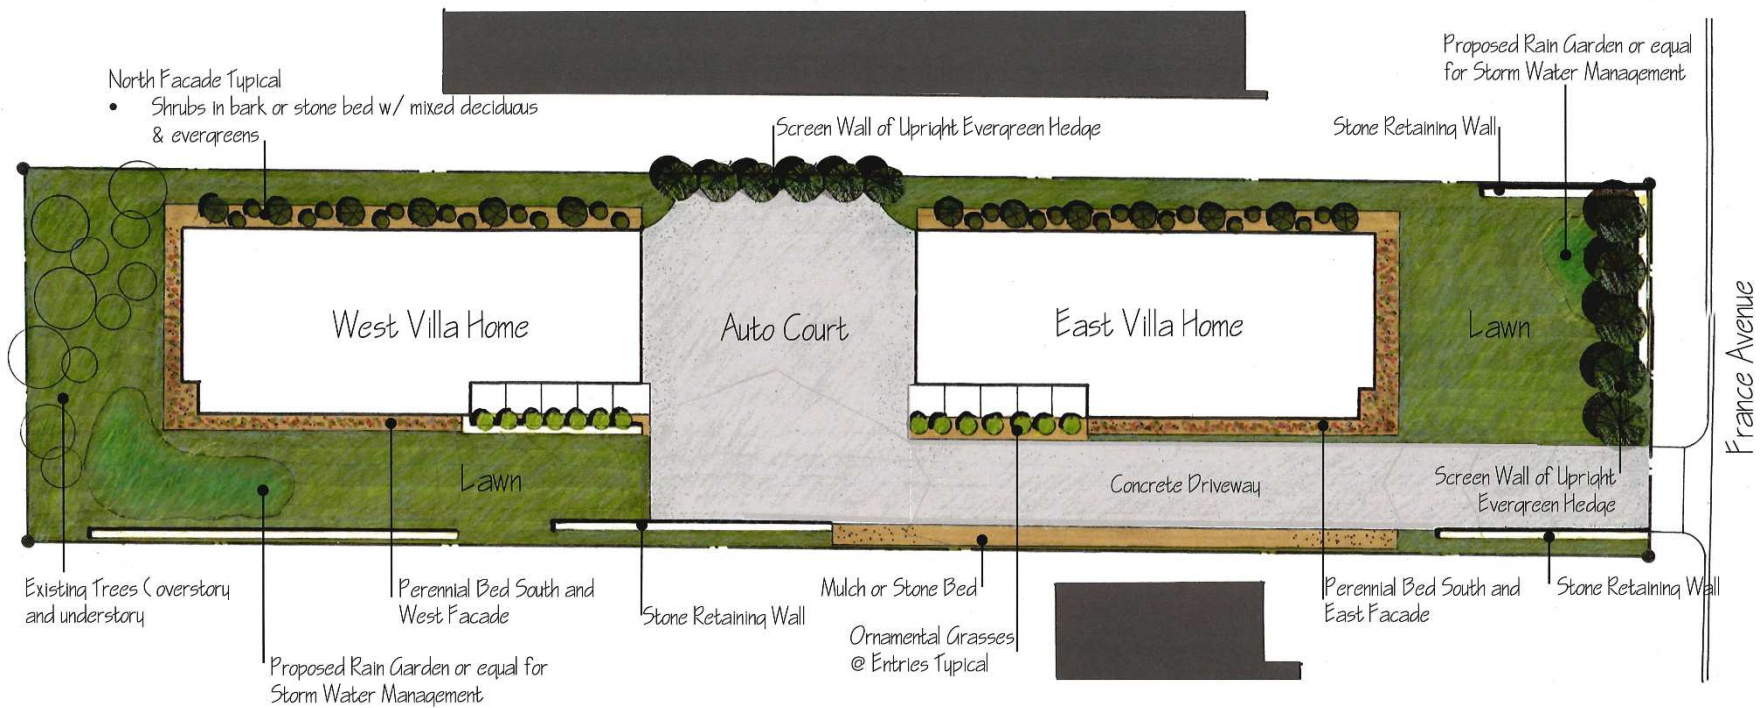 Proposed Rain Garden or equal
for Storm Water Management
North Facade Typical
• Shrubs in bark or stone bed w/ mixed deciduous
& evergreens
Screen Wall of Upright Evergreen Hedge
Stone Retaining Wall
West Villa Home
Auto Court
East Villa Home
Lawn
France Avenue
Lawn
Concrete Driveway
Screen Wall of Upright
Evergreen Hedge
Existing Trees ( overstory
and understory
Perennial Bed South and
West Facade
Stone Retaining Wall
Mulch or Stone Bed
Ornamental Grasses
@ Entries Typical
Perennial Bed South and
East Facade
Stone Retaining Wall
Proposed Rain Garden or equal for
Storm Water Management